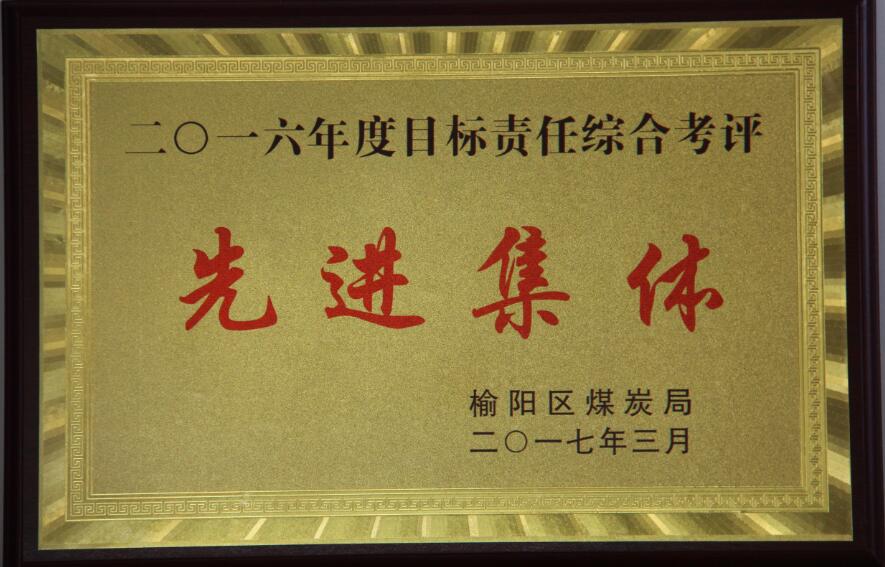 二〇一六年度目标责任综合考评
先进集体
榆阳区煤炭局
二〇一七年三月